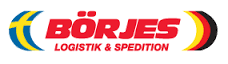 BÖRJES
LOGISTIK & SPEDITION